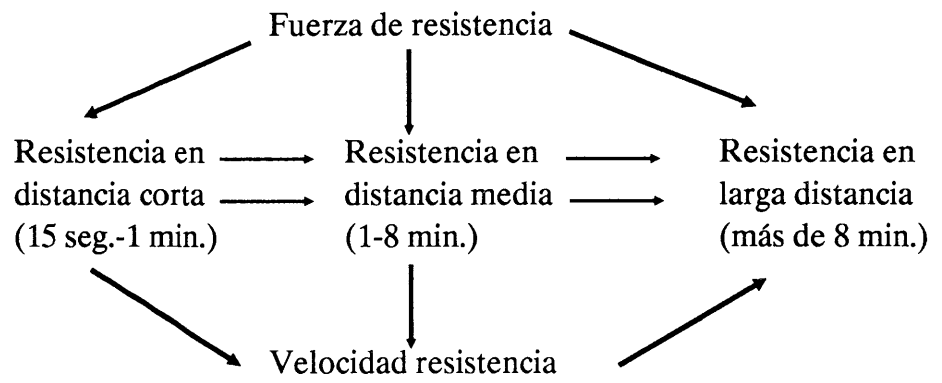 Fuerza de resistencia
Resistencia en
distancia corta
(15 seg.-1 min.)
Resistencia en
distancia media
(1-8 min.)
Resistencia en
larga distancia
(más de 8 min.)
Velocidad resistencia